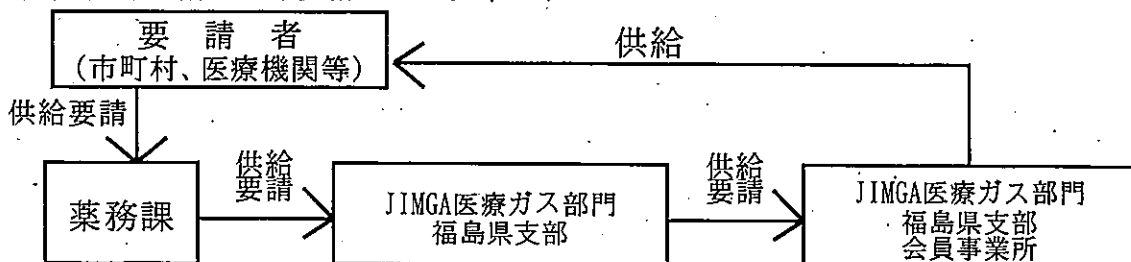 要請者
(市町村、医療機関等)
供給
供給要請
薬務課
供給
要請
JIMGA医療ガス部門
福島県支部
供給
要請
JIMGA医療ガス部門
福島県支部
会員事業所